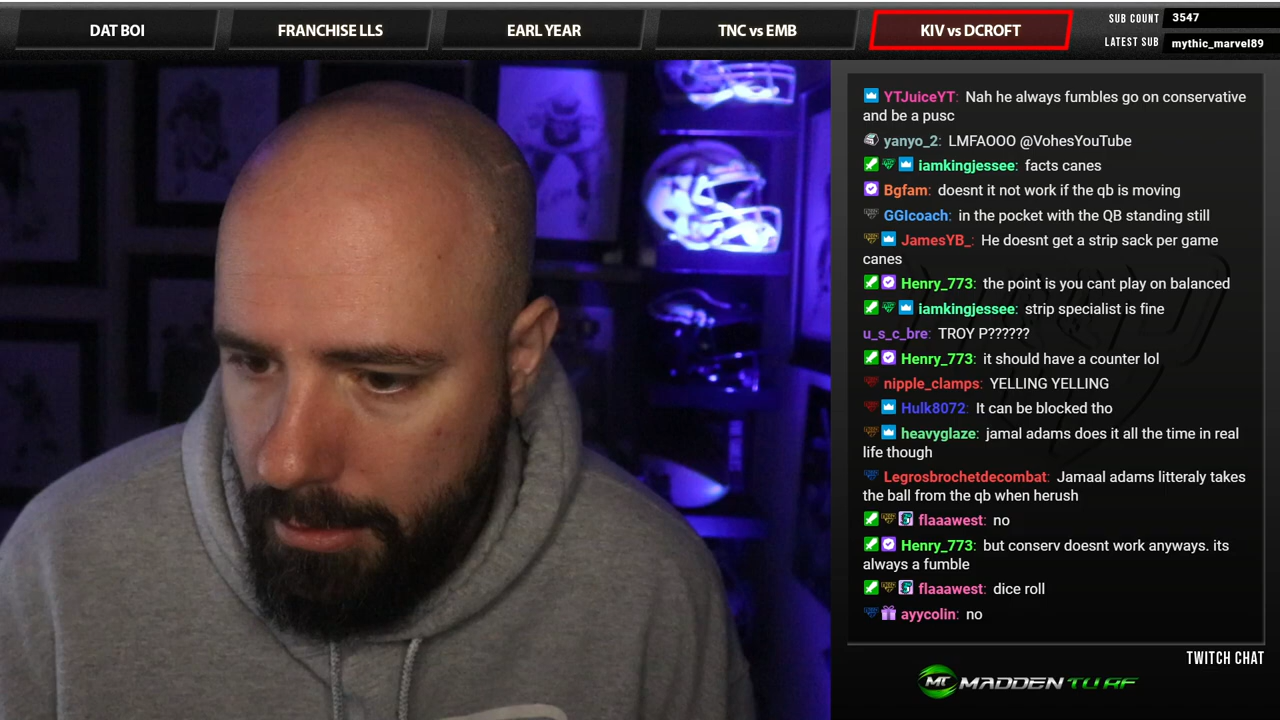 DAT BOI
FRANCHISE LLS
EARL YEAR
TNC vs EMB
KIV vs DCROFT
SUB COUNT 3547
LATEST SUB mythic_marvel89
YTJuiceYT: Nah he always fumbles go on conservative
and be a pusc
yanyo_2: LMFAOOO @VohesYouTube
iamkingjessee: facts canes
Bgfam: doesnt it not work if the qb is moving
GGIcoach: in the pocket with the QB standing still
JamesYB_: He doesnt get a strip sack per game
canes
Henry_773: the point is you cant play on balanced
iamkingjessee: strip specialist is fine
u_s_c_bre: TROY P??????
Henry_773: it should have a counter lol
nipple_clamps: YELLING YELLING
Hulk8072: It can be blocked tho
heavyglaze: jamal adams does it all the time in real
life though
Legrosbrochetdecombat: Jamaal adams litteraly takes
the ball from the qb when herush
flaaawest: no
Henry_773: but conserv doesnt work anyways. its
always a fumble
flaaawest: dice roll
ayycolin: no
TWITCH CHAT
MT MADDEN TURF